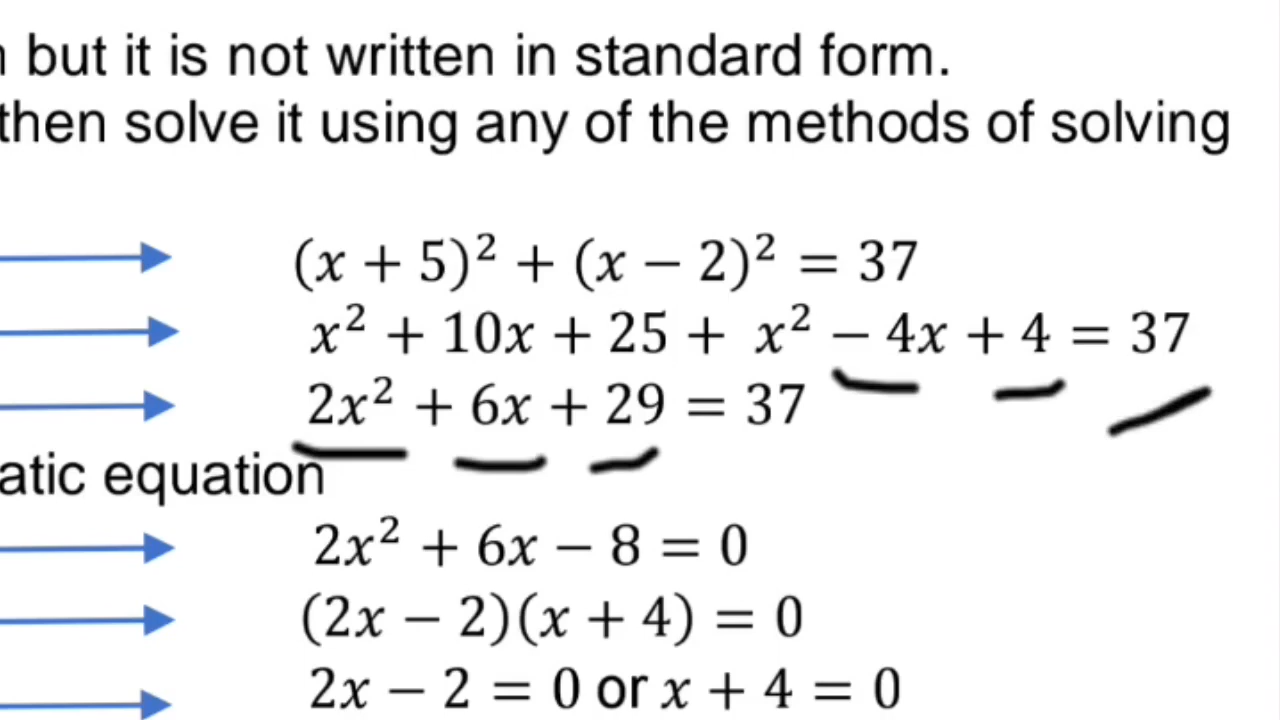 but it is not written in standard form.
then solve it using any of the methods of solving
(x + 5)² + (x − 2)² = 37
x² + 10x + 25 + x² − 4x + 4 = 37
2x² + 6x + 29 = 37
atic equation
2x² + 6x − 8 = 0
(2x − 2)(x + 4) = 0
2x − 2 = 0 or x + 4 = 0